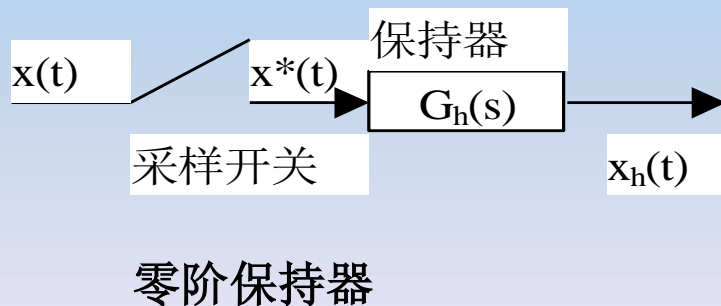 保持器
x(t)
x*(t)
Gₕ(s)
采样开关
xₕ(t)
零阶保持器